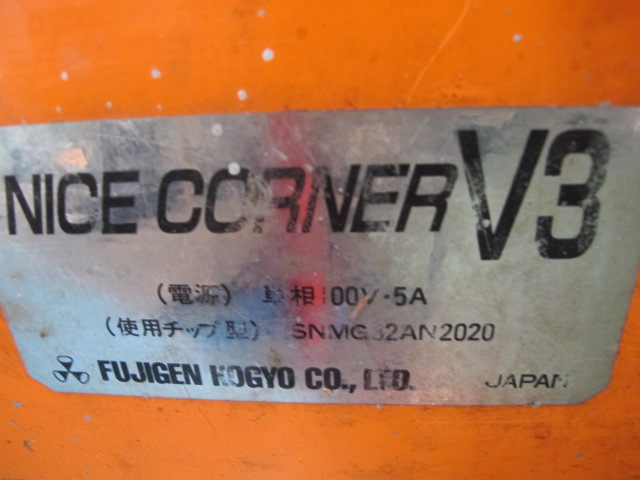 NICE CORNER V3
(電源) 単相100V·5A
(使用チップ型) SNMG32AN2020
FUJIGEN KOGYO CO., LTD. JAPAN